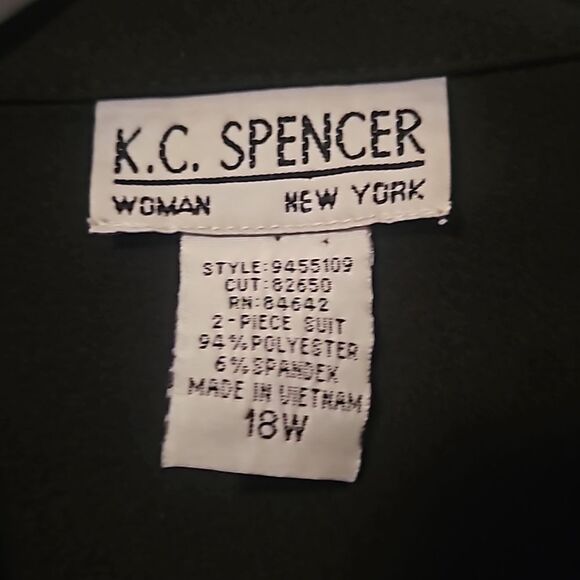 K.C. SPENCER
WOMAN NEW YORK
STYLE:9455109
CUT:82650
RN:84642
2-PIECE SUIT
94%POLYESTER
6%SPANDEX
MADE IN VIETNAM
18W